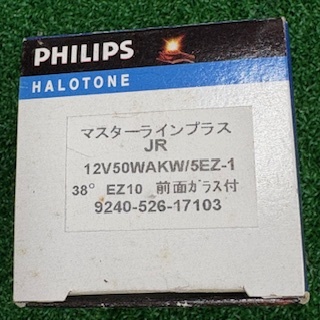 PHILIPS
HALOTONE
マスターラインプラス
JR
12V50WAKW/5EZ-1
38° EZ10 前面ガラス付
9240-526-17103